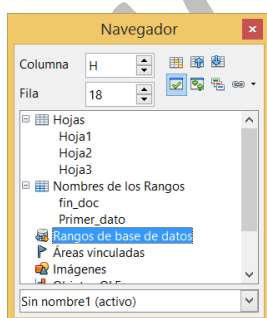 Navegador
Columna H
Fila 18
Hojas
Hoja1
Hoja2
Hoja3
Nombres de los Rangos
fin_doc
Primer_dato
Rangos de base de datos
Áreas vinculadas
Imágenes
Sin nombre1 (activo)